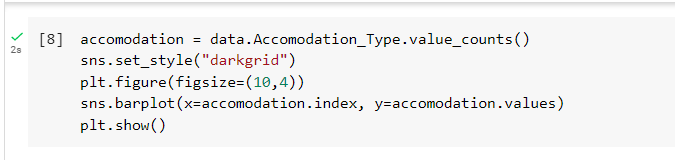 [8] accomodation = data.Accomodation_Type.value_counts()
2s sns.set_style("darkgrid")
plt.figure(figsize=(10,4))
sns.barplot(x=accomodation.index, y=accomodation.values)
plt.show()